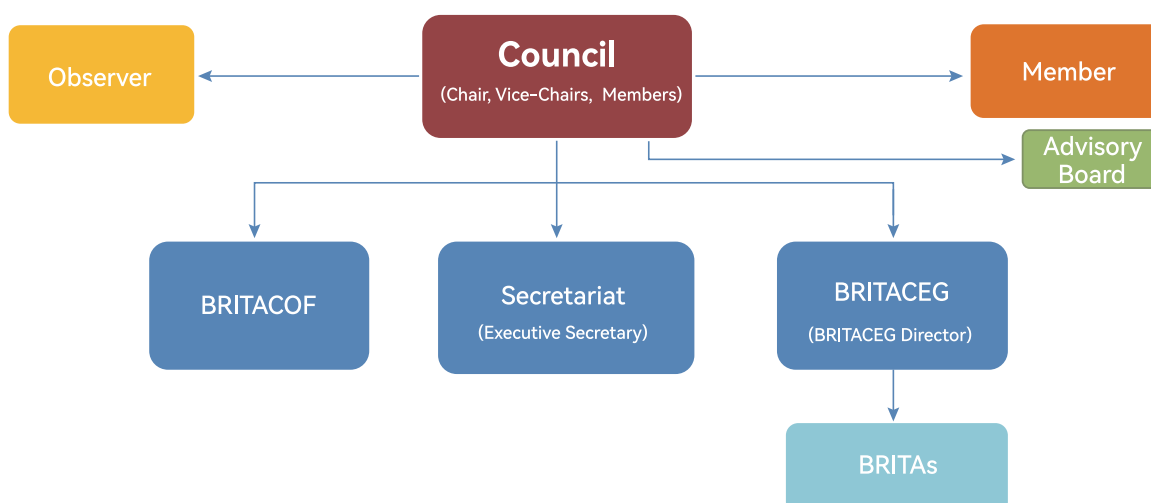 Observer
Council
(Chair, Vice-Chairs, Members)
Member
Advisory
Board
BRITACOF
Secretariat
(Executive Secretary)
BRITACEG
(BRITACEG Director)
BRITAs